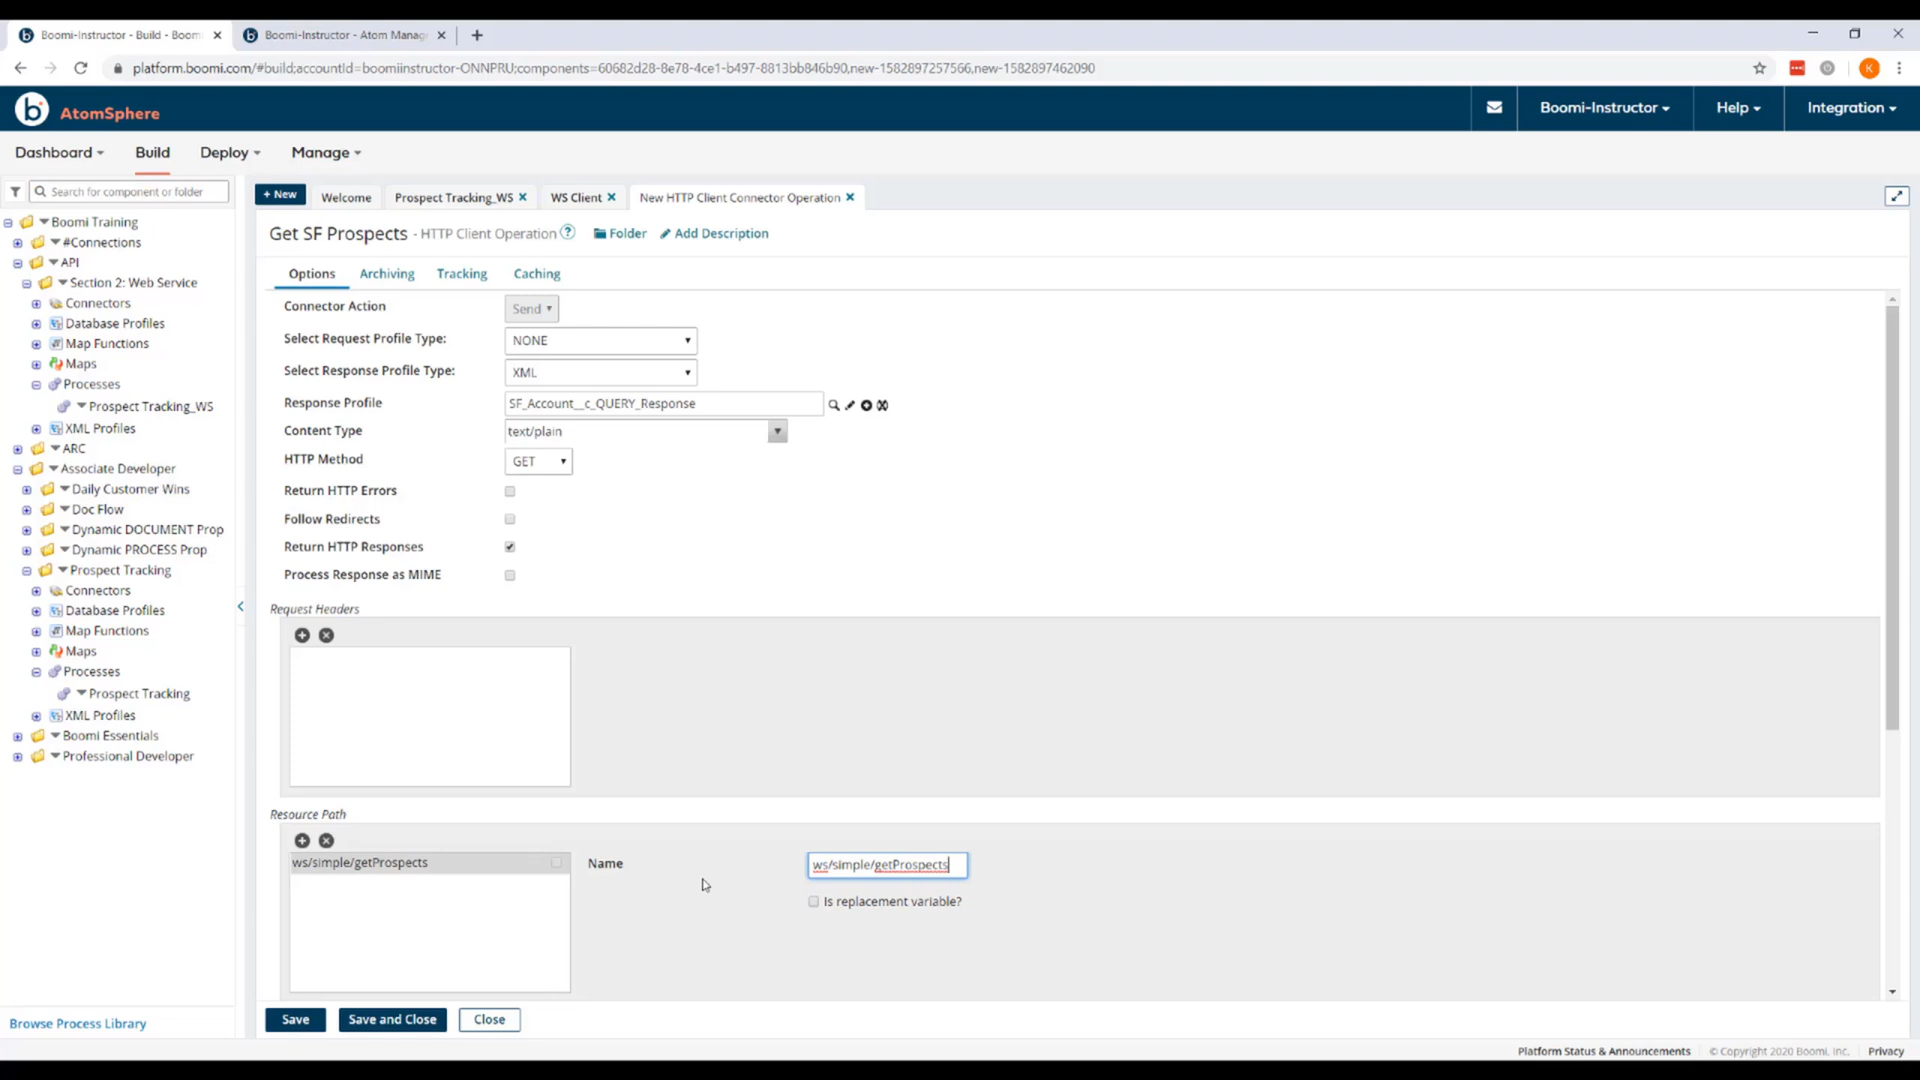 Boomi-Instructor - Build - Boom
Boomi-Instructor - Atom Manag
platform.boomi.com/#build;accountId=boomiinstructor-ONNPRU;components=60682d28-8e78-4ce1-b497-8813bb846b90,new-1582897257566,new-1582897462090
K
b AtomSphere
Boomi-Instructor
Help
Integration
Dashboard
Build
Deploy
Manage
Search for component or folder
+ New
Welcome
Prospect Tracking_WS
WS Client
New HTTP Client Connector Operation
Boomi Training
#Connections
API
Section 2: Web Service
Connectors
Database Profiles
Map Functions
Maps
Processes
Prospect Tracking_WS
XML Profiles
ARC
Associate Developer
Daily Customer Wins
Doc Flow
Dynamic DOCUMENT Prop
Dynamic PROCESS Prop
Prospect Tracking
Connectors
Database Profiles
Map Functions
Maps
Processes
Prospect Tracking
XML Profiles
Boomi Essentials
Professional Developer
Browse Process Library
Get SF Prospects - HTTP Client Operation
Folder
Add Description
Options
Archiving
Tracking
Caching
Connector Action
Send
Select Request Profile Type:
NONE
Select Response Profile Type:
XML
Response Profile
SF_Account__c_QUERY_Response
Content Type
text/plain
HTTP Method
GET
Return HTTP Errors
Follow Redirects
Return HTTP Responses
Process Response as MIME
Request Headers
Resource Path
ws/simple/getProspects
Name
ws/simple/getProspects
Is replacement variable?
Save
Save and Close
Close
Platform Status & Announcements
© Copyright 2020 Boomi, Inc.
Privacy